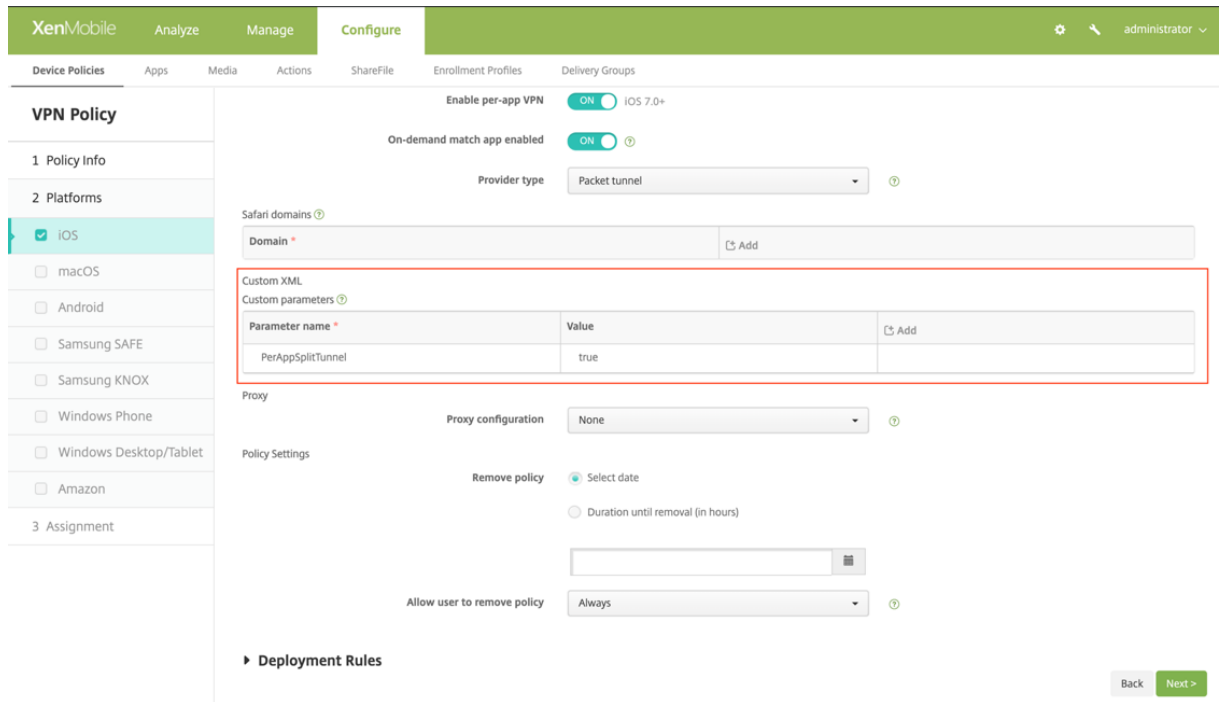 XenMobile Analyze Manage Configure administrator
Device Policies Apps Media Actions ShareFile Enrollment Profiles Delivery Groups
VPN Policy
1 Policy Info
2 Platforms
iOS
macOS
Android
Samsung SAFE
Samsung KNOX
Windows Phone
Windows Desktop/Tablet
Amazon
3 Assignment
Enable per-app VPN ON iOS 7.0+
On-demand match app enabled ON ?
Provider type Packet tunnel ?
Safari domains ?
Domain * Add
Custom XML
Custom parameters ?
Parameter name * Value Add
PerAppSplitTunnel true
Proxy
Proxy configuration None ?
Policy Settings
Remove policy Select date
Duration until removal (in hours)
Allow user to remove policy Always ?
Deployment Rules
Back Next >